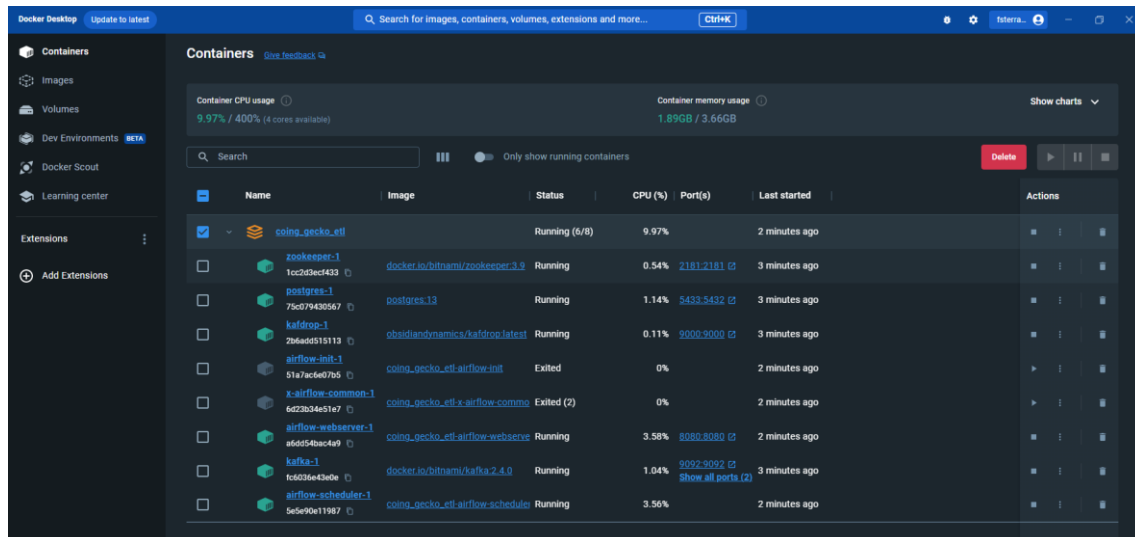 Docker Desktop Update to latest Search for images, containers, volumes, extensions and more... Ctrl+K fsterra...
Containers
Images
Volumes
Dev Environments BETA
Docker Scout
Learning center
Extensions
Add Extensions
Containers Give feedback
Container CPU usage
9.97% / 400% (4 cores available)
Container memory usage
1.89GB / 3.66GB
Show charts
Search Only show running containers Delete
Name Image Status CPU (%) Port(s) Last started Actions
coing_gecko_etl Running (6/8) 9.97% 2 minutes ago
zookeeper-1
1cc2d3ecf433 docker.io/bitnami/zookeeper:3.9 Running 0.54% 2181:2181 3 minutes ago
postgres-1
75c079430567 postgres:13 Running 1.14% 5433:5432 3 minutes ago
kafdrop-1
2b6add515113 obsidiandynamics/kafdrop:latest Running 0.11% 9000:9000 3 minutes ago
airflow-init-1
51a7ac6e07b5 coing_gecko_etl-airflow-init Exited 0% 2 minutes ago
x-airflow-common-1
6d23b34e51e7 coing_gecko_etl-x-airflow-commo Exited (2) 0% 2 minutes ago
airflow-webserver-1
a6dd54bac4a9 coing_gecko_etl-airflow-webserve Running 3.58% 8080:8080 2 minutes ago
kafka-1
fc6036e43e0e docker.io/bitnami/kafka:2.4.0 Running 1.04% 9092:9092 3 minutes ago
Show all ports (2)
airflow-scheduler-1
5e5e90e11987 coing_gecko_etl-airflow-scheduler Running 3.56% 2 minutes ago